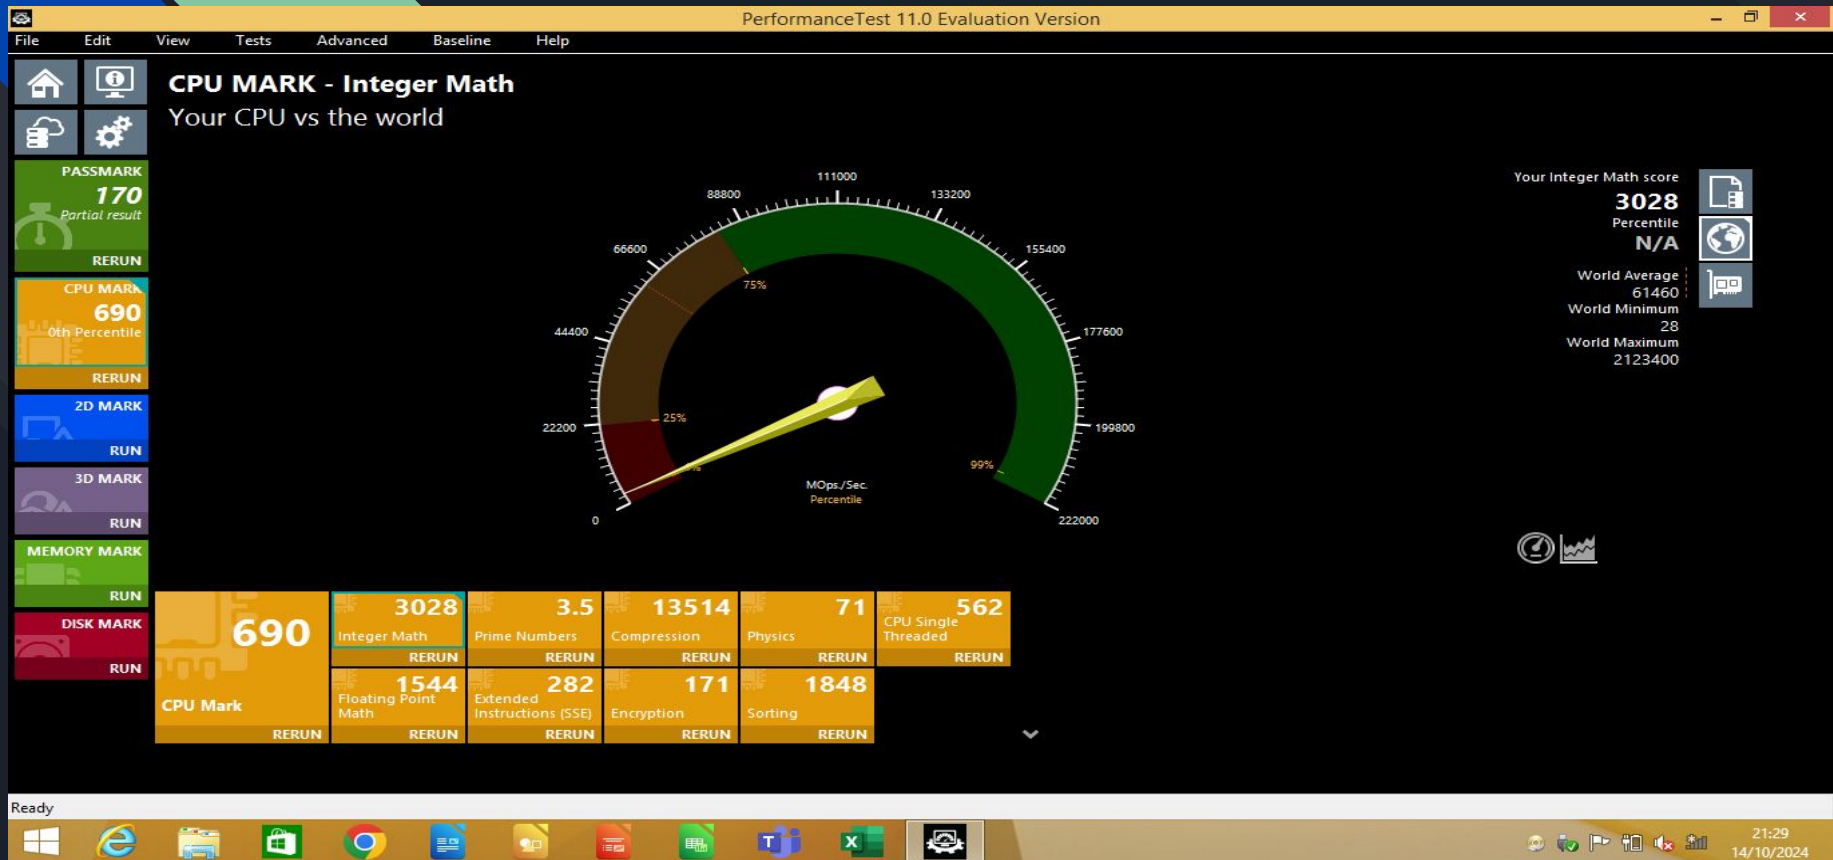 PerformanceTest 11.0 Evaluation Version
File Edit View Tests Advanced Baseline Help
CPU MARK - Integer Math
Your CPU vs the world
PASSMARK
170
Partial result
RERUN
CPU MARK
690
0th Percentile
RERUN
2D MARK
RUN
3D MARK
RUN
MEMORY MARK
RUN
DISK MARK
RUN
0
22200
44400
66600
88800
111000
133200
155400
177600
199800
222000
25%
75%
99%
MOps./Sec.
Percentile
Your Integer Math score
3028
Percentile
N/A
World Average
61460
World Minimum
28
World Maximum
2123400
690
CPU Mark
RERUN
3028
Integer Math
RERUN
3.5
Prime Numbers
RERUN
13514
Compression
RERUN
71
Physics
RERUN
562
CPU Single
Threaded
RERUN
1544
Floating Point
Math
RERUN
282
Extended
Instructions (SSE)
RERUN
171
Encryption
RERUN
1848
Sorting
RERUN
Ready
21:29
14/10/2024